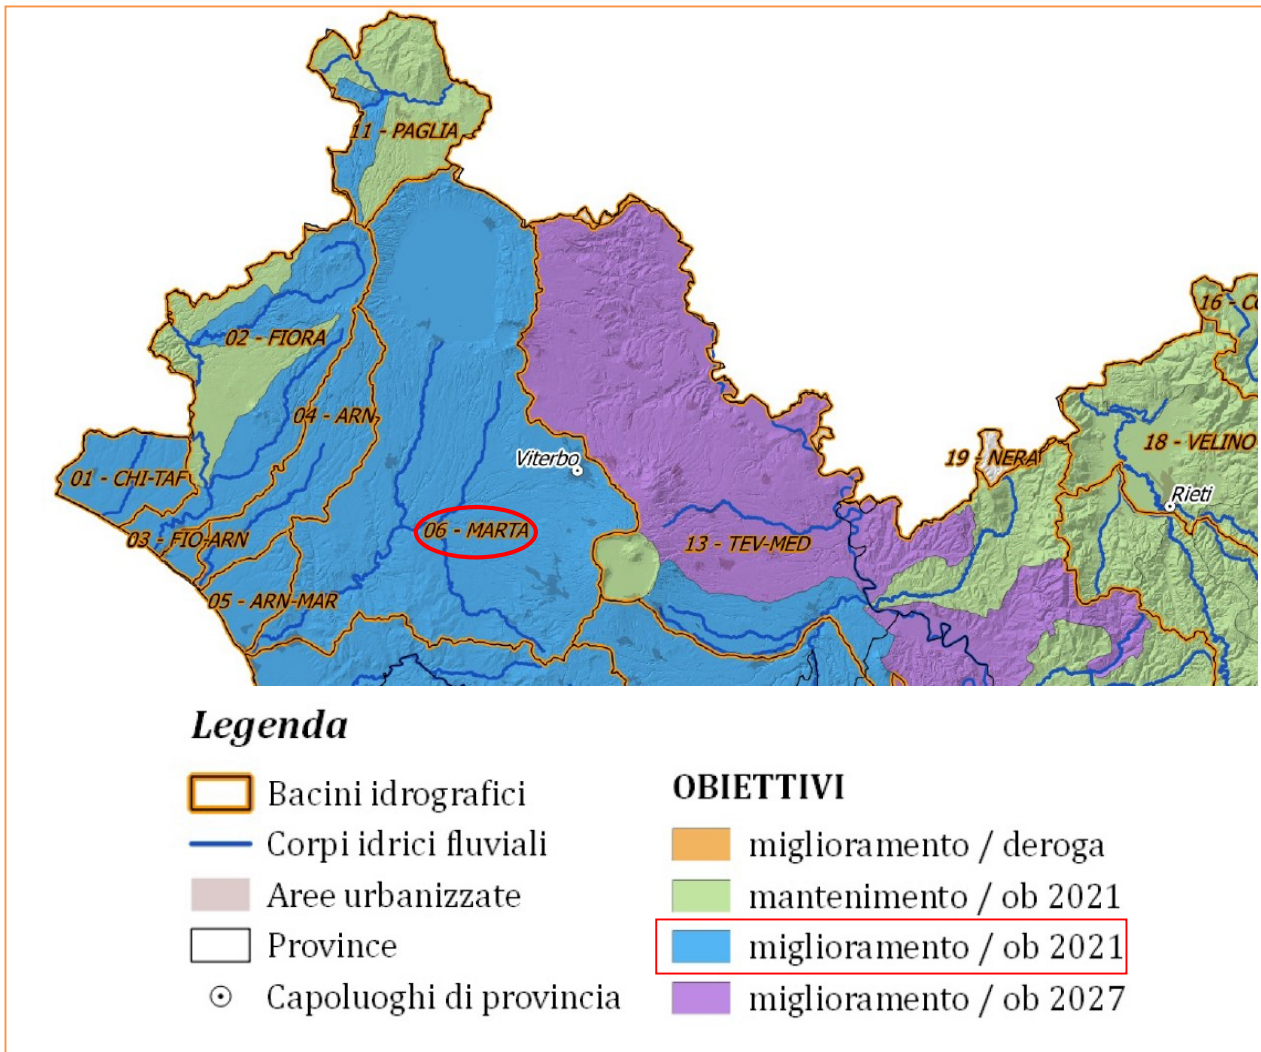 11 - PAGLIA
16 - CO
02 - FIORA
04 - ARN
18 - VELINO
Viterbo
19 - NERA
01 - CHI-TAF
Rieti
06 - MARTA
03 - FIO-ARN
13 - TEV-MED
05 - ARN-MAR
Legenda
Bacini idrografici
Corpi idrici fluviali
Aree urbanizzate
Province
Capoluoghi di provincia
OBIETTIVI
miglioramento / deroga
mantenimento / ob 2021
miglioramento / ob 2021
miglioramento / ob 2027